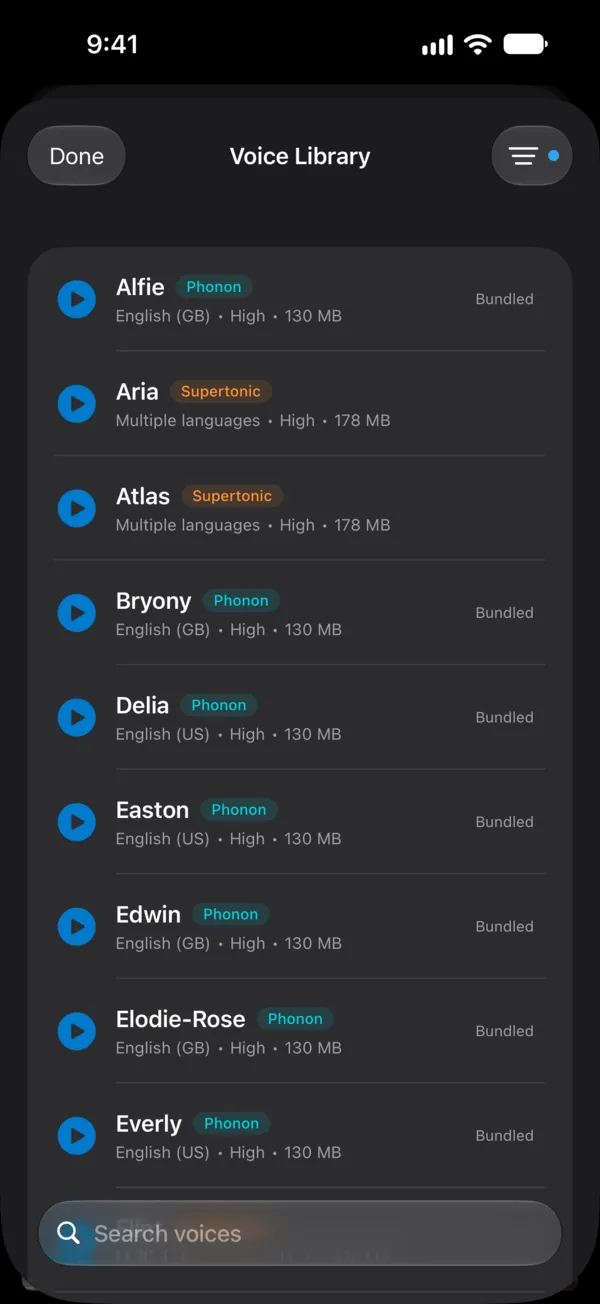 9:41
Done Voice Library
Alfie Phonon
English (GB) • High • 130 MB
Bundled
Aria Supertonic
Multiple languages • High • 178 MB
Atlas Supertonic
Multiple languages • High • 178 MB
Bryony Phonon
English (GB) • High • 130 MB
Bundled
Delia Phonon
English (US) • High • 130 MB
Bundled
Easton Phonon
English (US) • High • 130 MB
Bundled
Edwin Phonon
English (GB) • High • 130 MB
Bundled
Elodie-Rose Phonon
English (GB) • High • 130 MB
Bundled
Everly Phonon
English (US) • High • 130 MB
Bundled
Search voices